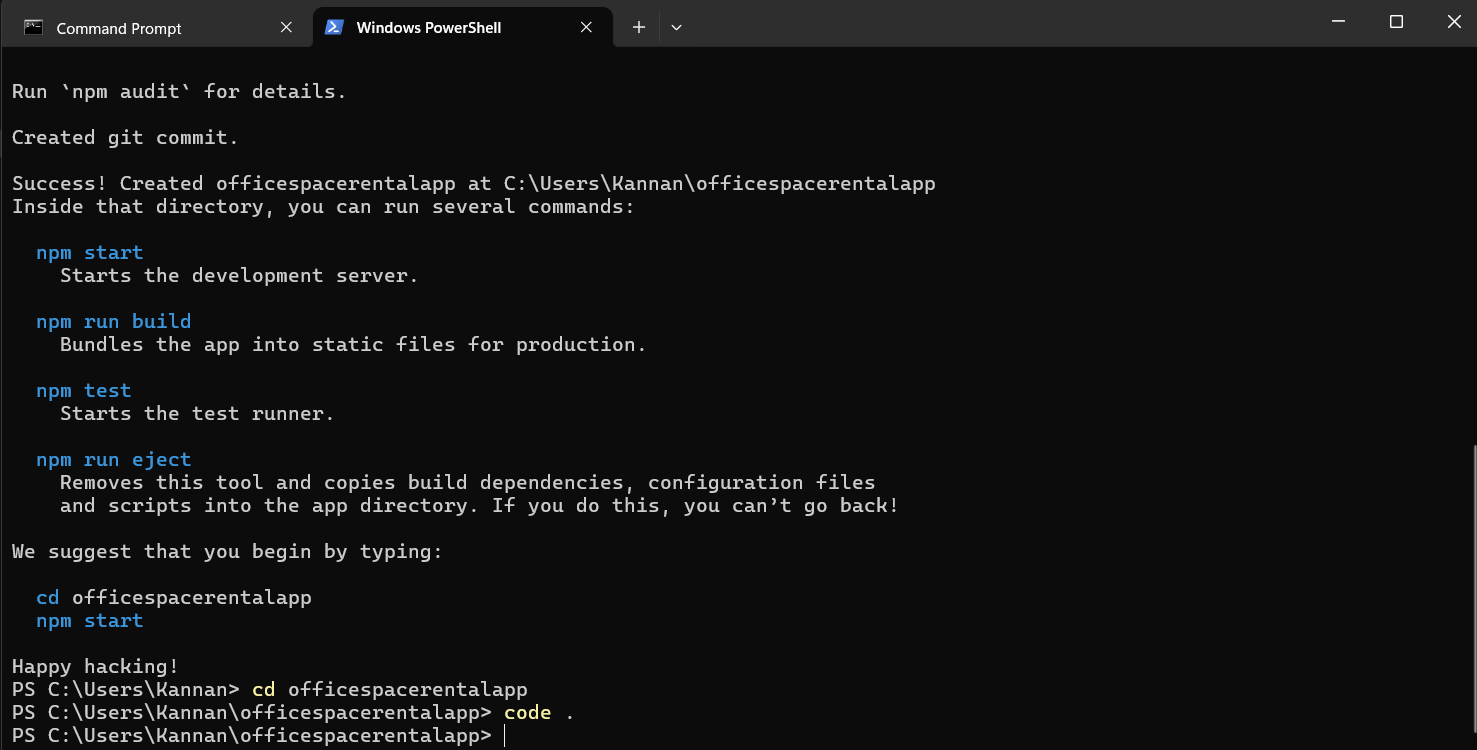 Command Prompt
Windows PowerShell
Run `npm audit` for details.
Created git commit.
Success! Created officespacerentalapp at C:\Users\Kannan\officespacerentalapp
Inside that directory, you can run several commands:
npm start
Starts the development server.
npm run build
Bundles the app into static files for production.
npm test
Starts the test runner.
npm run eject
Removes this tool and copies build dependencies, configuration files
and scripts into the app directory. If you do this, you can’t go back!
We suggest that you begin by typing:
cd officespacerentalapp
npm start
Happy hacking!
PS C:\Users\Kannan> cd officespacerentalapp
PS C:\Users\Kannan\officespacerentalapp> code .
PS C:\Users\Kannan\officespacerentalapp>